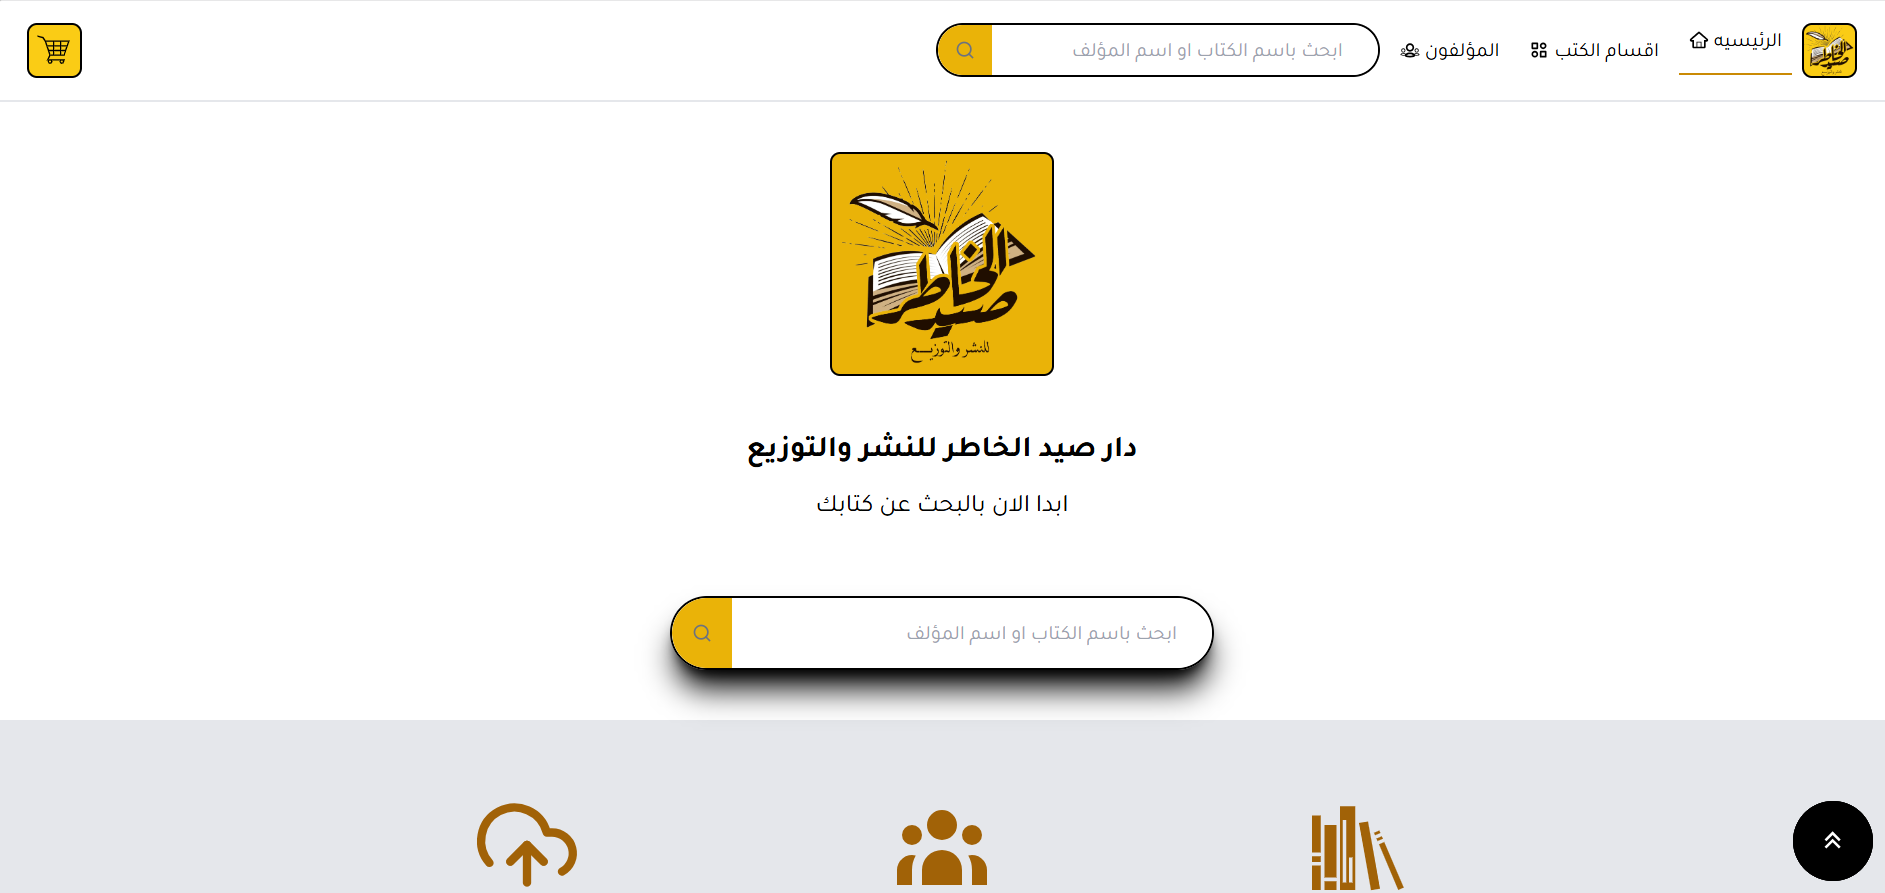 الرئيسيه
اقسام الكتب
المؤلفون
ابحث باسم الكتاب او اسم المؤلف
صيد الخاطر
للنشر والتوزيع
دار صيد الخاطر للنشر والتوزيع
ابدا الان بالبحث عن كتابك
ابحث باسم الكتاب او اسم المؤلف